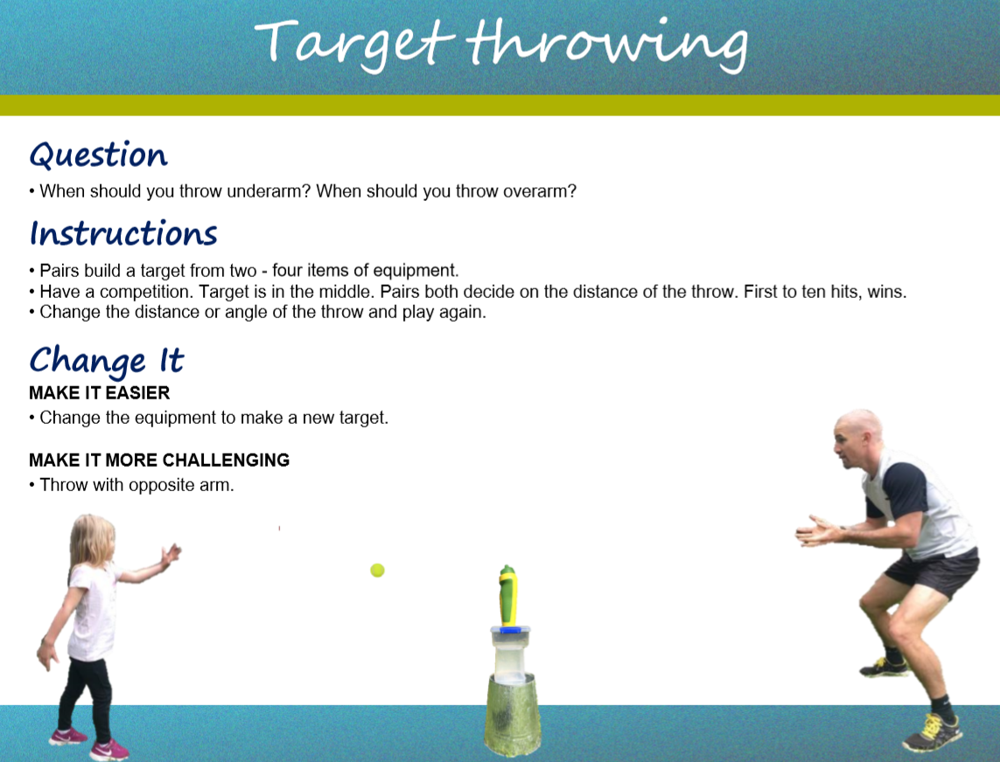 Target throwing
Question
• When should you throw underarm? When should you throw overarm?
Instructions
• Pairs build a target from two - four items of equipment.
• Have a competition. Target is in the middle. Pairs both decide on the distance of the throw. First to ten hits, wins.
• Change the distance or angle of the throw and play again.
Change It
MAKE IT EASIER
• Change the equipment to make a new target.
MAKE IT MORE CHALLENGING
• Throw with opposite arm.